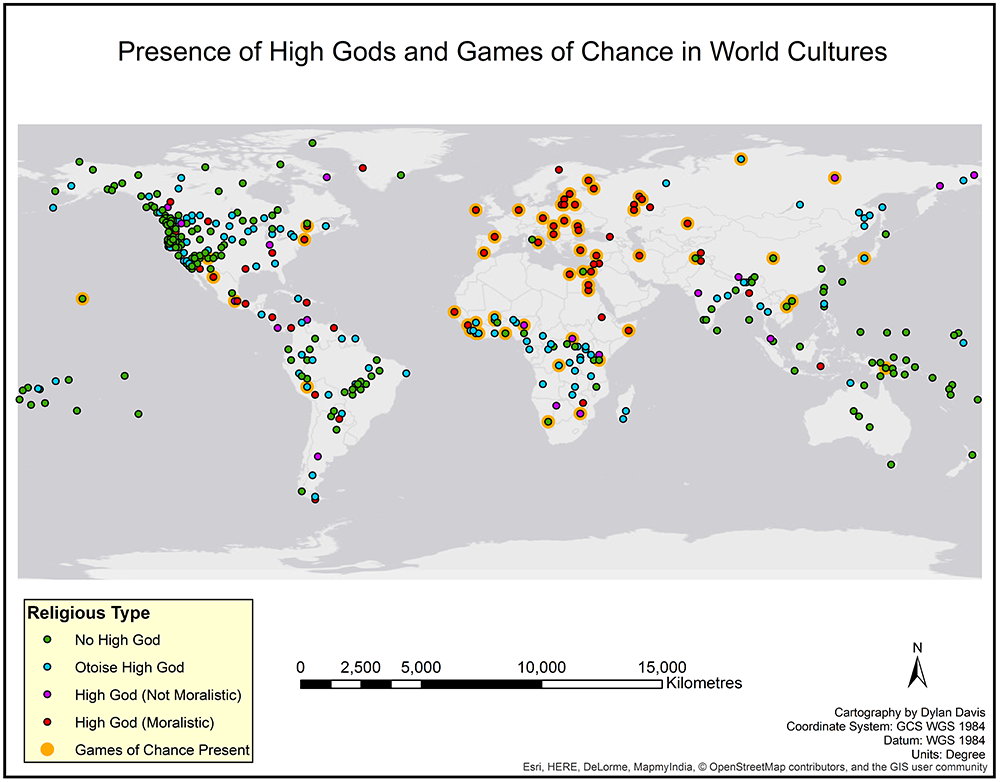 Presence of High Gods and Games of Chance in World Cultures
Religious Type
No High God
Otoise High God
High God (Not Moralistic)
High God (Moralistic)
Games of Chance Present
0 2,500 5,000 10,000 15,000
Kilometres
N
Cartography by Dylan Davis
Coordinate System: GCS WGS 1984
Datum: WGS 1984
Units: Degree
Esri, HERE, DeLorme, MapmyIndia, © OpenStreetMap contributors, and the GIS user community